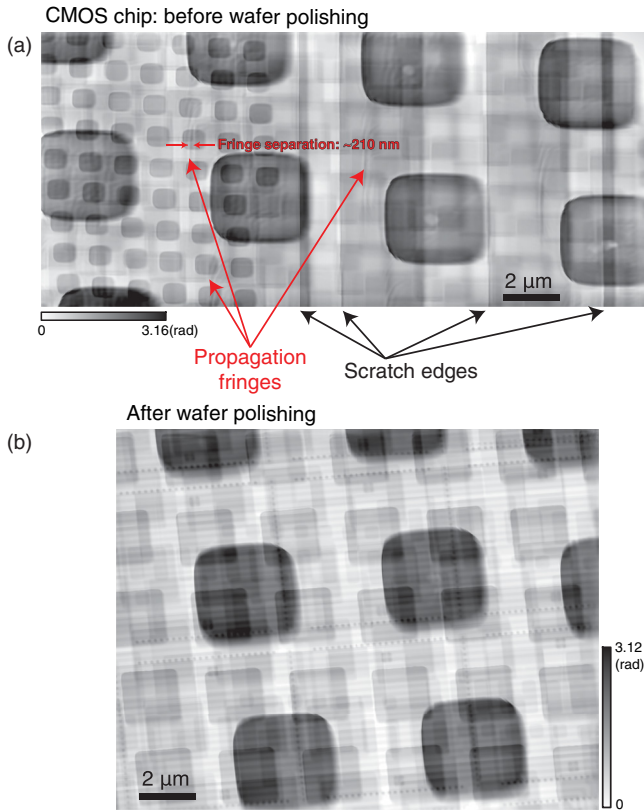 CMOS chip: before wafer polishing
(a)
Fringe separation: ~210 nm
2 μm
0
3.16(rad)
Propagation
fringes
Scratch edges
After wafer polishing
(b)
3.12
(rad)
2 μm
0